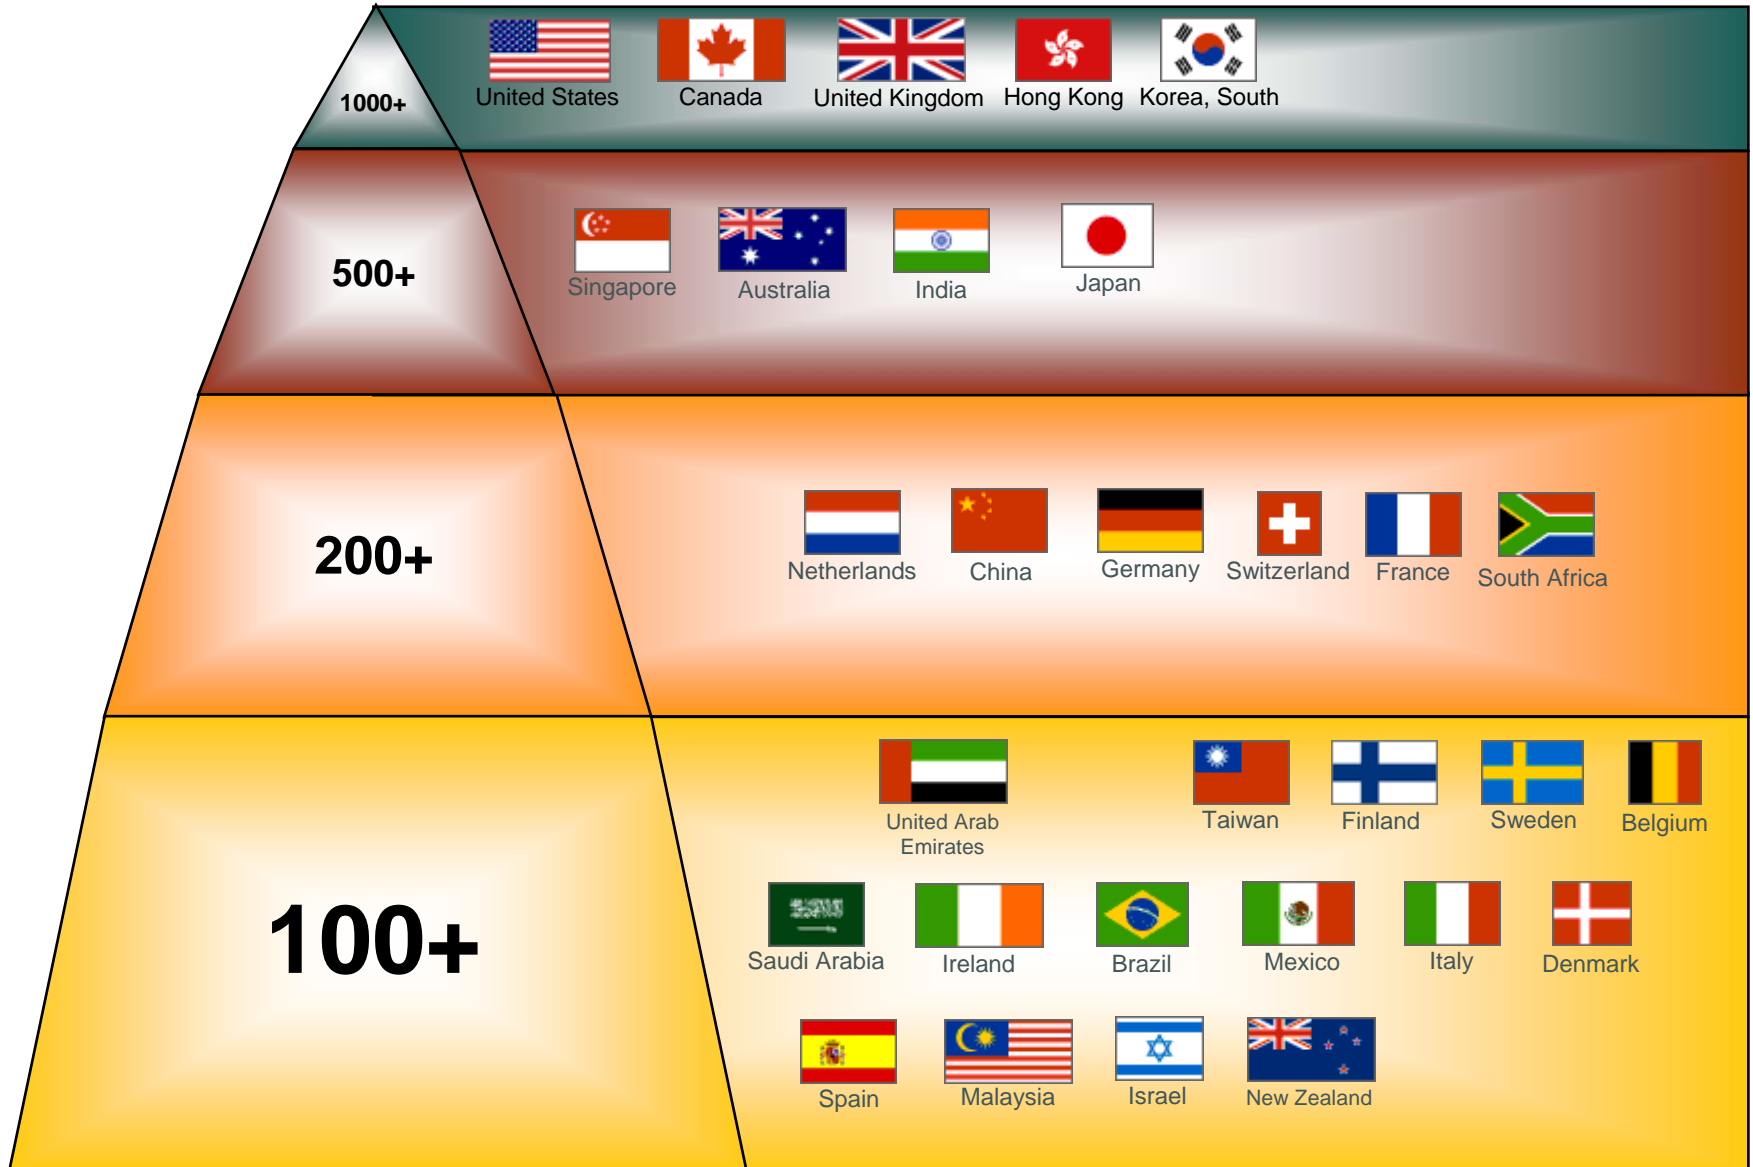 1000+
United States
Canada
United Kingdom
Hong Kong
Korea, South
500+
Singapore
Australia
India
Japan
200+
Netherlands
China
Germany
Switzerland
France
South Africa
100+
United Arab
Emirates
Taiwan
Finland
Sweden
Belgium
Saudi Arabia
Ireland
Brazil
Mexico
Italy
Denmark
Spain
Malaysia
Israel
New Zealand